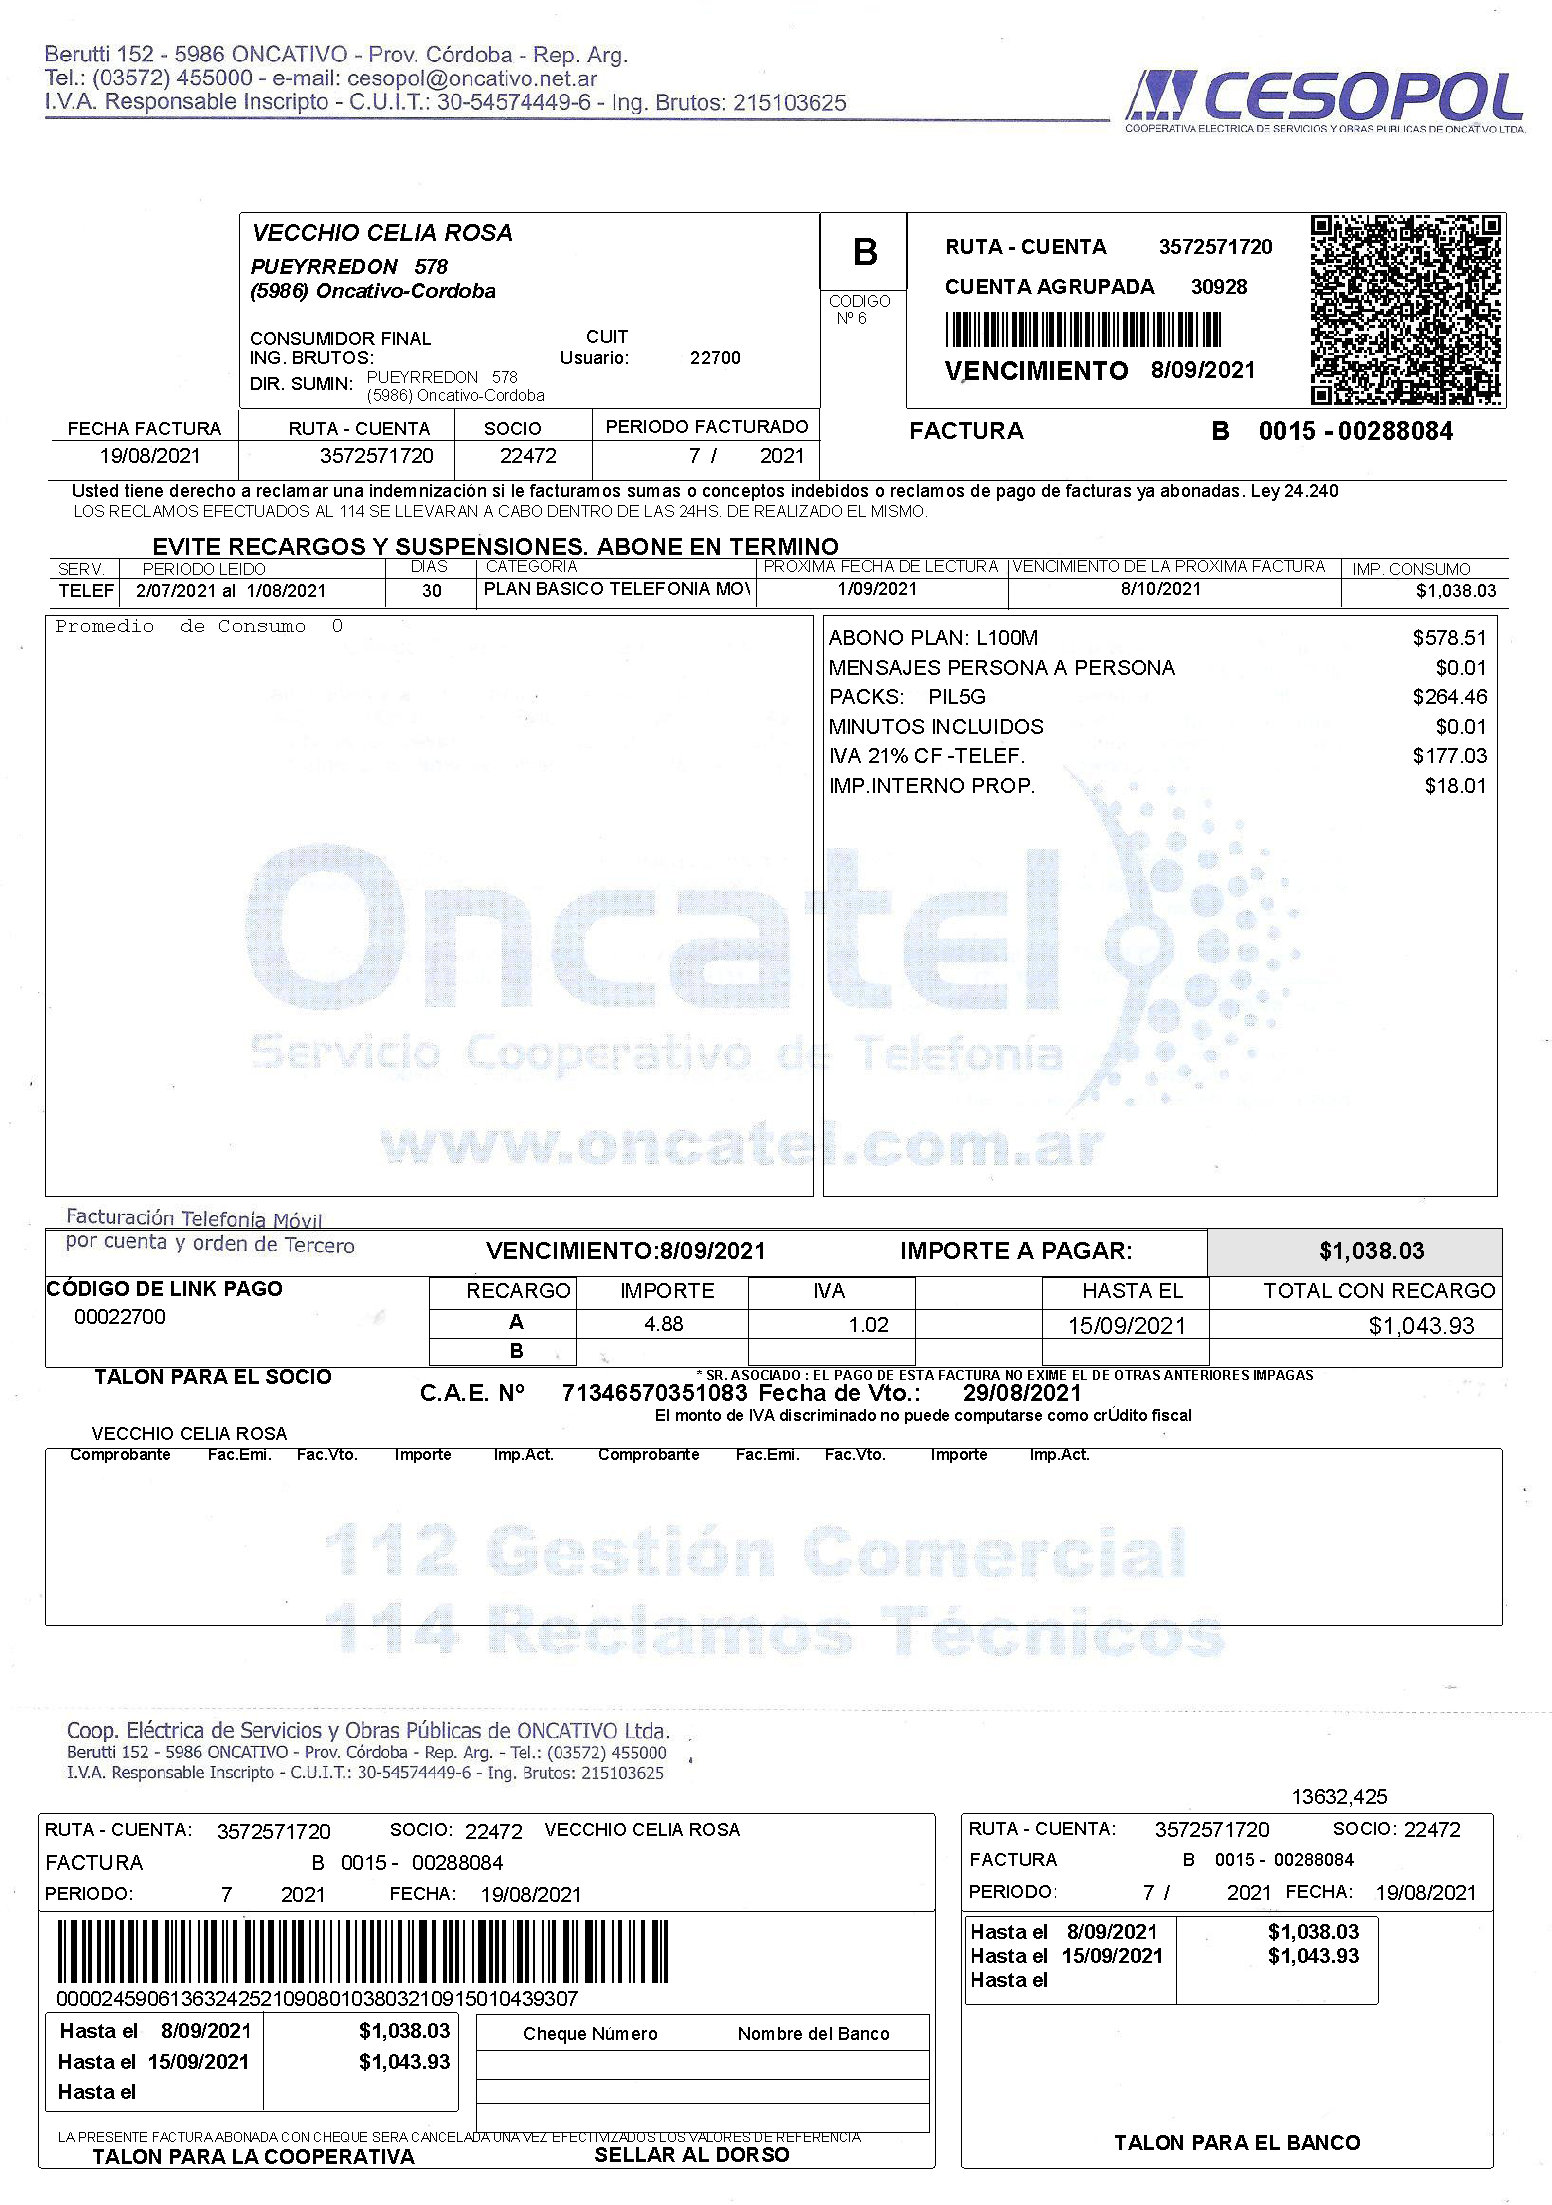 Berutti 152 - 5986 ONCATIVO - Prov. Córdoba - Rep. Arg.
Tel.: (03572) 455000 - e-mail: cesopol@oncativo.net.ar
I.V.A. Responsable Inscripto - C.U.I.T.: 30-54574449-6 - Ing. Brutos: 215103625
CESOPOL
COOPERATIVA ELECTRICA DE SERVICIOS Y OBRAS PUBLICAS DE ONCATIVO LTDA.
VECCHIO CELIA ROSA
PUEYRREDON 578
(5986) Oncativo-Cordoba
CONSUMIDOR FINAL CUIT
ING. BRUTOS: Usuario: 22700
DIR. SUMIN: PUEYRREDON 578
(5986) Oncativo-Cordoba
B
CODIGO
Nº 6
RUTA - CUENTA 3572571720
CUENTA AGRUPADA 30928
VENCIMIENTO 8/09/2021
FECHA FACTURA RUTA - CUENTA SOCIO PERIODO FACTURADO
19/08/2021 3572571720 22472 7 / 2021
FACTURA B 0015 - 00288084
Usted tiene derecho a reclamar una indemnización si le facturamos sumas o conceptos indebidos o reclamos de pago de facturas ya abonadas. Ley 24.240
LOS RECLAMOS EFECTUADOS AL 114 SE LLEVARAN A CABO DENTRO DE LAS 24HS. DE REALIZADO EL MISMO.
EVITE RECARGOS Y SUSPENSIONES. ABONE EN TERMINO
SERV. PERIODO LEIDO DIAS CATEGORIA PROXIMA FECHA DE LECTURA VENCIMIENTO DE LA PROXIMA FACTURA IMP. CONSUMO
TELEF 2/07/2021 al 1/08/2021 30 PLAN BASICO TELEFONIA MOV 1/09/2021 8/10/2021 $1,038.03
Promedio de Consumo 0
ABONO PLAN: L100M $578.51
MENSAJES PERSONA A PERSONA $0.01
PACKS: PIL5G $264.46
MINUTOS INCLUIDOS $0.01
IVA 21% CF -TELEF. $177.03
IMP.INTERNO PROP. $18.01
Oncatel
Servicio Cooperativo de Telefonía
www.oncatel.com.ar
Facturación Telefonía Móvil
por cuenta y orden de Tercero
VENCIMIENTO:8/09/2021 IMPORTE A PAGAR: $1,038.03
CÓDIGO DE LINK PAGO
00022700
RECARGO IMPORTE IVA HASTA EL TOTAL CON RECARGO
A 4.88 1.02 15/09/2021 $1,043.93
B
TALON PARA EL SOCIO
* SR. ASOCIADO : EL PAGO DE ESTA FACTURA NO EXIME EL DE OTRAS ANTERIORES IMPAGAS
C.A.E. Nº 71346570351083 Fecha de Vto.: 29/08/2021
El monto de IVA discriminado no puede computarse como crÚdito fiscal
VECCHIO CELIA ROSA
Comprobante Fac.Emi. Fac.Vto. Importe Imp.Act. Comprobante Fac.Emi. Fac.Vto. Importe Imp.Act.
112 Gestión Comercial
114 Reclamos Técnicos
Coop. Eléctrica de Servicios y Obras Públicas de ONCATIVO Ltda.
Berutti 152 - 5986 ONCATIVO - Prov. Córdoba - Rep. Arg. - Tel.: (03572) 455000
I.V.A. Responsable Inscripto - C.U.I.T.: 30-54574449-6 - Ing. Brutos: 215103625
13632,425
RUTA - CUENTA: 3572571720 SOCIO: 22472 VECCHIO CELIA ROSA
FACTURA B 0015 - 00288084
PERIODO: 7 2021 FECHA: 19/08/2021
00002459061363242521090801038032109150104393​07
Hasta el 8/09/2021 $1,038.03
Hasta el 15/09/2021 $1,043.93
Hasta el
Cheque Número Nombre del Banco
LA PRESENTE FACTURA ABONADA CON CHEQUE SERA CANCELADA UNA VEZ EFECTIVIZADOS LOS VALORES DE REFERENCIA
TALON PARA LA COOPERATIVA SELLAR AL DORSO
RUTA - CUENTA: 3572571720 SOCIO: 22472
FACTURA B 0015 - 00288084
PERIODO: 7 / 2021 FECHA: 19/08/2021
Hasta el 8/09/2021 $1,038.03
Hasta el 15/09/2021 $1,043.93
Hasta el
TALON PARA EL BANCO